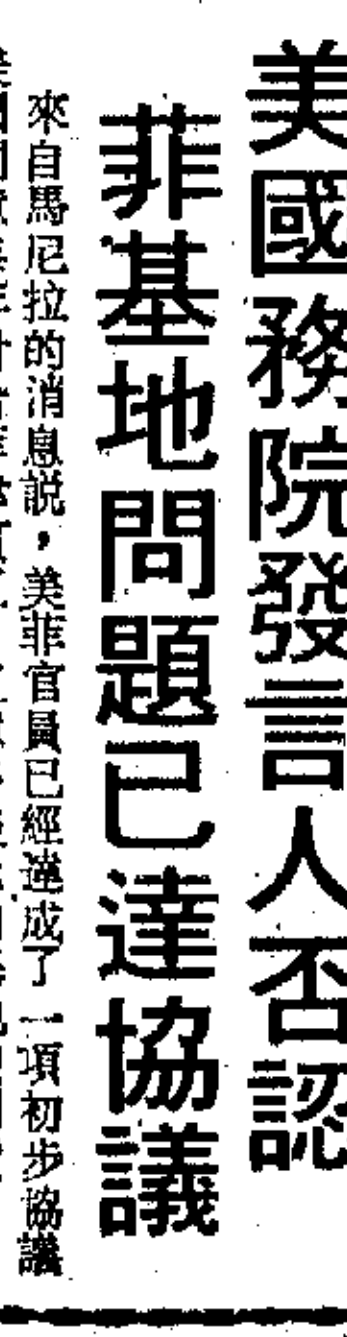 美國務院發言人否認
菲基地問題已達協議
來自馬尼拉的消息説，美菲官員已經達成了一項初步協議